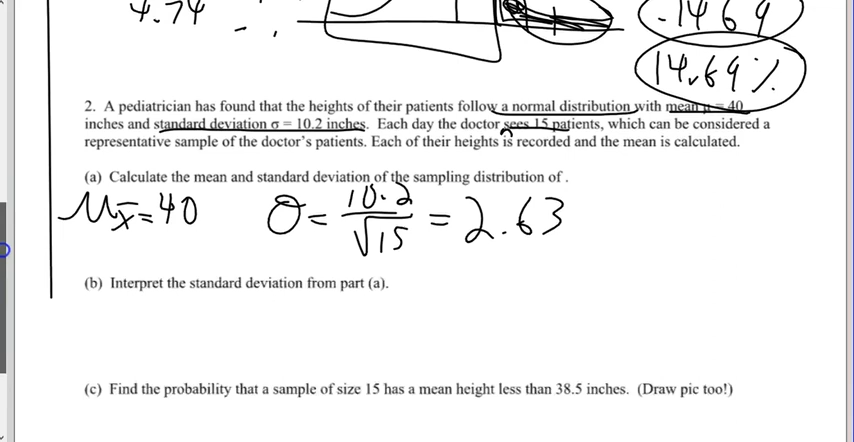 4.74
.1469
14.69%
2. A pediatrician has found that the heights of their patients follow a normal distribution with mean μ = 40
inches and standard deviation σ = 10.2 inches. Each day the doctor sees 15 patients, which can be considered a
representative sample of the doctor's patients. Each of their heights is recorded and the mean is calculated.
(a) Calculate the mean and standard deviation of the sampling distribution of .
μx̄ = 40 σ = 10.2/√15 = 2.63
(b) Interpret the standard deviation from part (a).
(c) Find the probability that a sample of size 15 has a mean height less than 38.5 inches. (Draw pic too!)